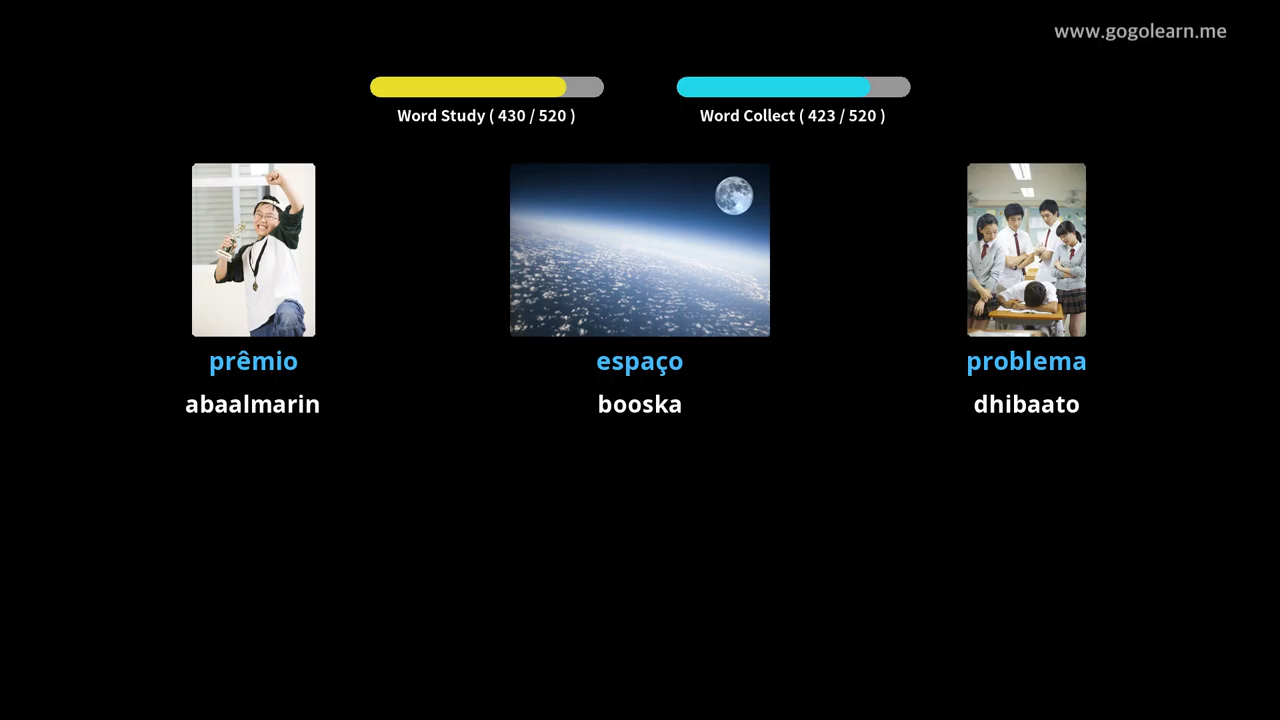 www.gogolearn.me
Word Study ( 430 / 520 )
Word Collect ( 423 / 520 )
prêmio
espaço
problema
abaalmarin
booska
dhibaato